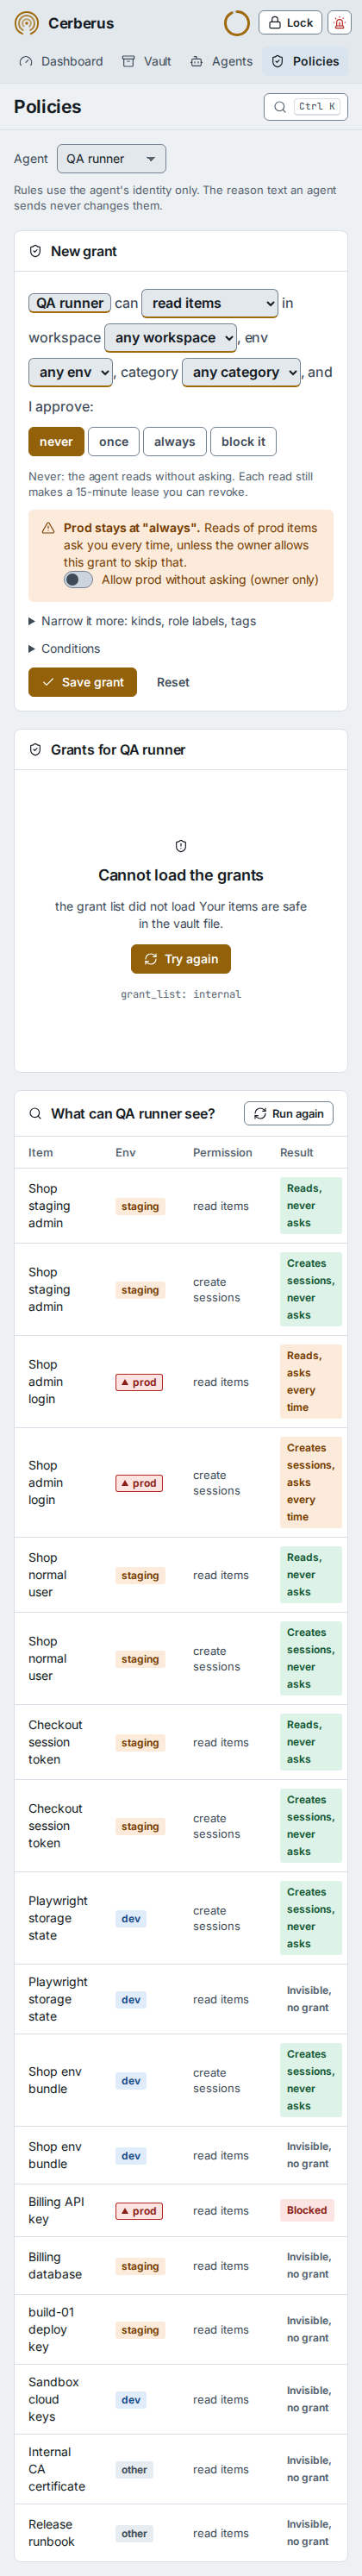 Cerberus
Lock
Dashboard
Vault
Agents
Policies
Policies
Ctrl K
Agent
QA runner
Rules use the agent's identity only. The reason text an agent
sends never changes them.
New grant
QA runner can read items in
workspace any workspace, env
any env, category any category, and
I approve:
never
once
always
block it
Never: the agent reads without asking. Each read still
makes a 15-minute lease you can revoke.
Prod stays at "always". Reads of prod items
ask you every time, unless the owner allows
this grant to skip that.
Allow prod without asking (owner only)
Narrow it more: kinds, role labels, tags
Conditions
Save grant
Reset
Grants for QA runner
Cannot load the grants
the grant list did not load Your items are safe
in the vault file.
Try again
grant_list: internal
What can QA runner see?
Run again
Item
Env
Permission
Result
Shop
staging
admin
staging
read items
Reads,
never
asks
Shop
staging
admin
staging
create
sessions
Creates
sessions,
never
asks
Shop
admin
login
prod
read items
Reads,
asks
every
time
Shop
admin
login
prod
create
sessions
Creates
sessions,
asks
every
time
Shop
normal
user
staging
read items
Reads,
never
asks
Shop
normal
user
staging
create
sessions
Creates
sessions,
never
asks
Checkout
session
token
staging
read items
Reads,
never
asks
Checkout
session
token
staging
create
sessions
Creates
sessions,
never
asks
Playwright
storage
state
dev
create
sessions
Creates
sessions,
never
asks
Playwright
storage
state
dev
read items
Invisible,
no grant
Shop env
bundle
dev
create
sessions
Creates
sessions,
never
asks
Shop env
bundle
dev
read items
Invisible,
no grant
Billing API
key
prod
read items
Blocked
Billing
database
staging
read items
Invisible,
no grant
build-01
deploy
key
staging
read items
Invisible,
no grant
Sandbox
cloud
keys
dev
read items
Invisible,
no grant
Internal
CA
certificate
other
read items
Invisible,
no grant
Release
runbook
other
read items
Invisible,
no grant